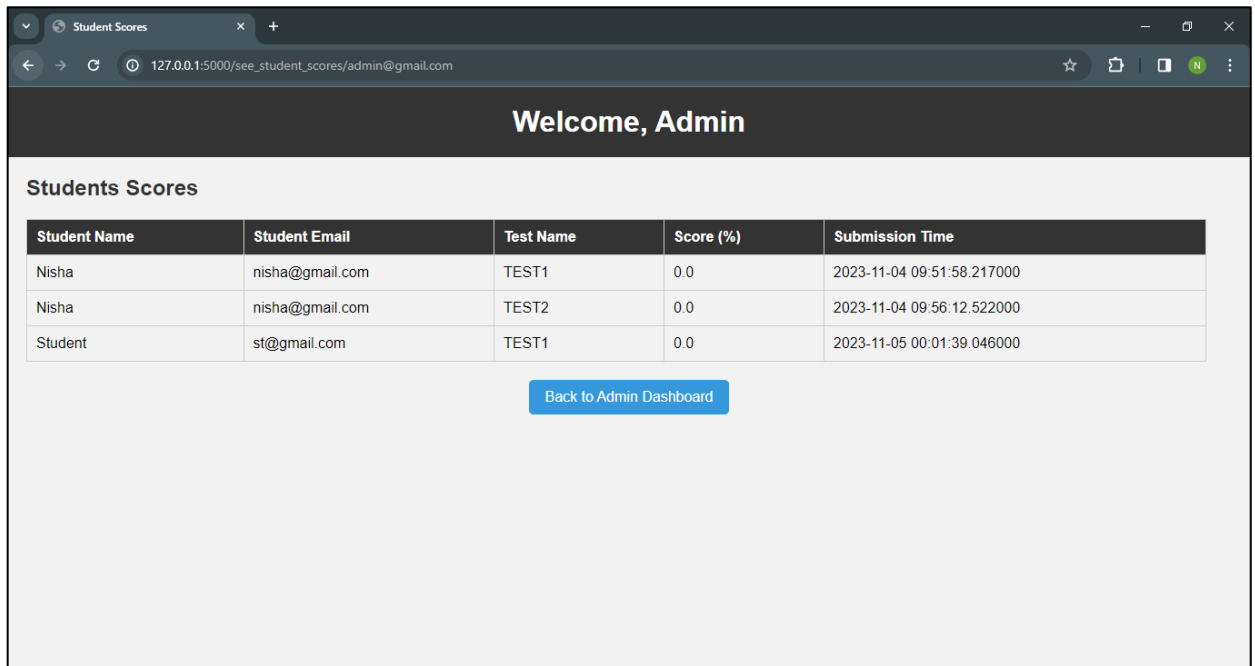 Student Scores
127.0.0.1:5000/see_student_scores/admin@gmail.com
N
Welcome, Admin
Students Scores
Student Name Student Email Test Name Score (%) Submission Time
Nisha nisha@gmail.com TEST1 0.0 2023-11-04 09:51:58.217000
Nisha nisha@gmail.com TEST2 0.0 2023-11-04 09:56:12.522000
Student st@gmail.com TEST1 0.0 2023-11-05 00:01:39.046000
Back to Admin Dashboard